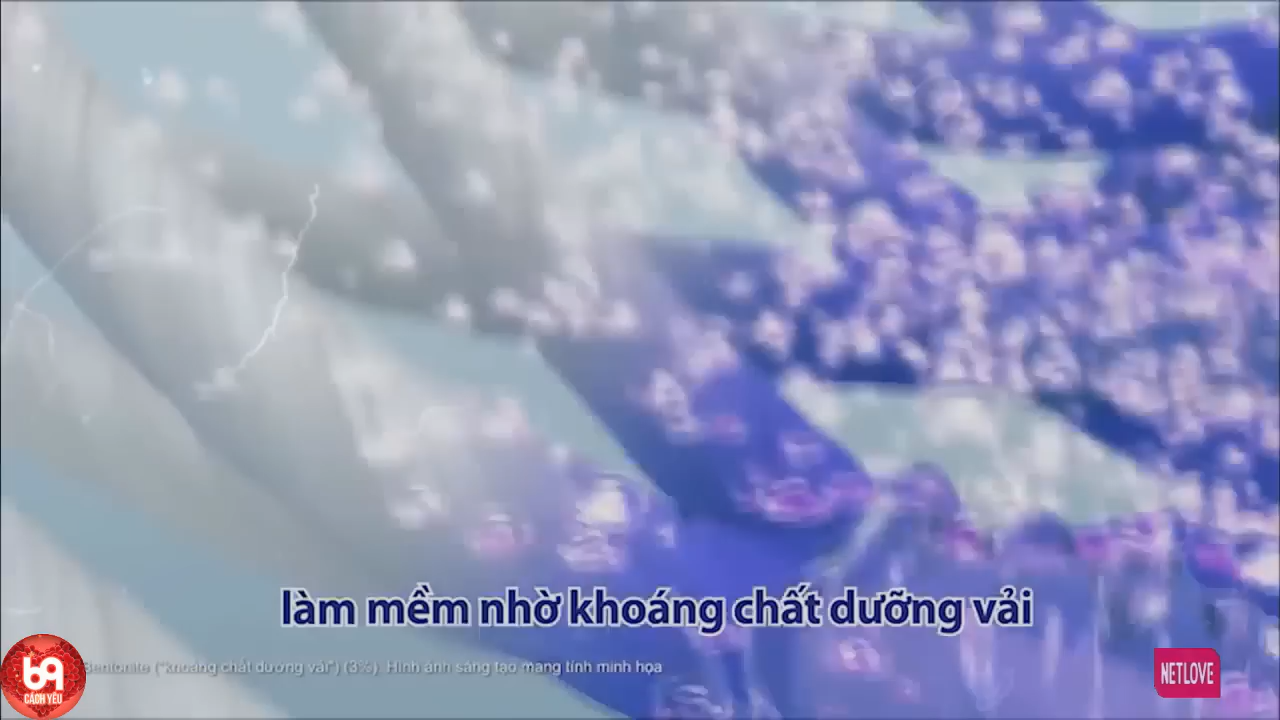 làm mềm nhờ khoáng chất dưỡng vải
Bentonite ("khoáng chất dưỡng vải") (3%). Hình ảnh sáng tạo mang tính minh họa
69
CÁCH YÊU
NETLOVE